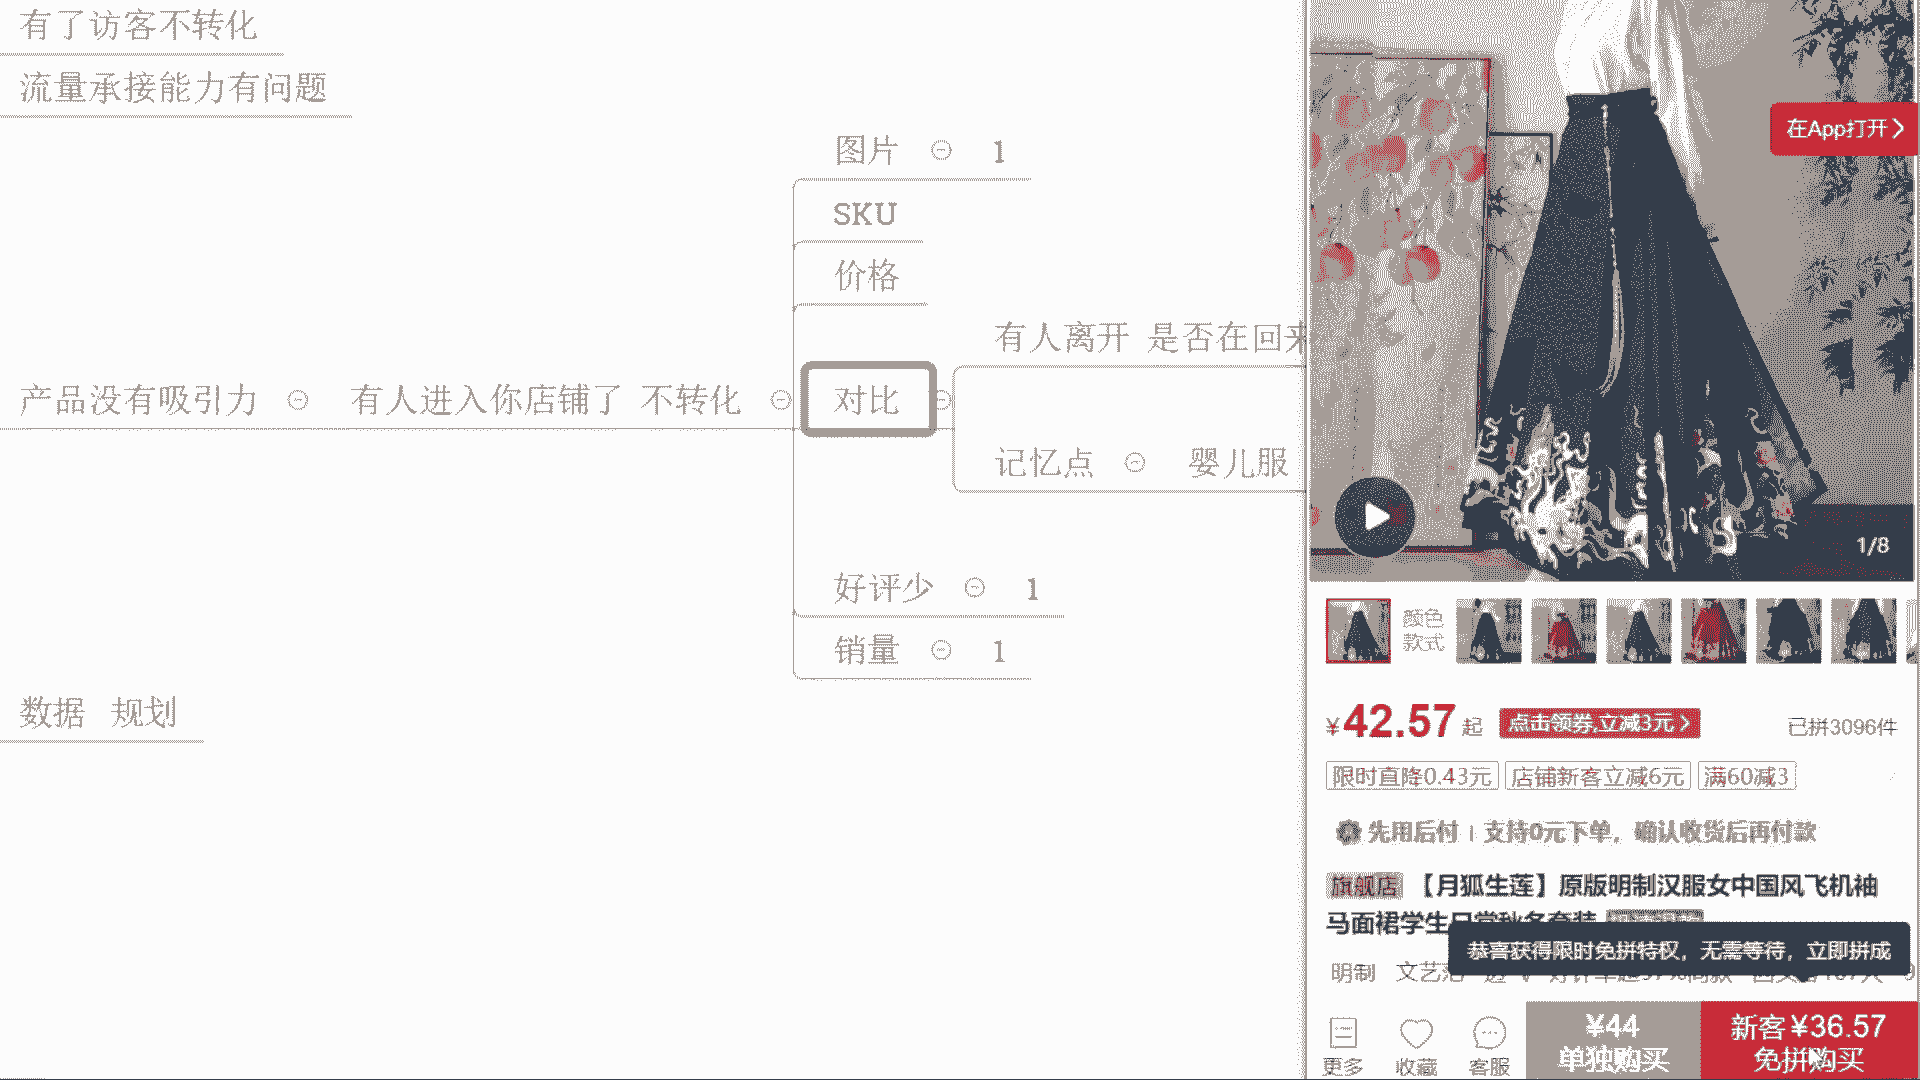 有了访客不转化
流量承接能力有问题
图片 1
SKU
价格
有人离开 是否在回来
产品没有吸引力 有人进入你店铺了 不转化 对比
记忆点 婴儿服
好评少 1
销量 1
数据 规划
在App打开
1/8
颜色
款式
¥42.57起 点击领券,立减3元 已拼3096件
限时直降0.43元 店铺新客立减6元 满60减3
先用后付 | 支持0元下单，确认收货后再付款
旗舰店 【月狐生莲】原版明制汉服女中国风飞机袖
马面裙学生日常秋冬套装
恭喜获得限时免拼特权，无需等待，立即拼成
明制
更多 收藏 客服
¥44
单独购买
新客¥36.57
免拼购买